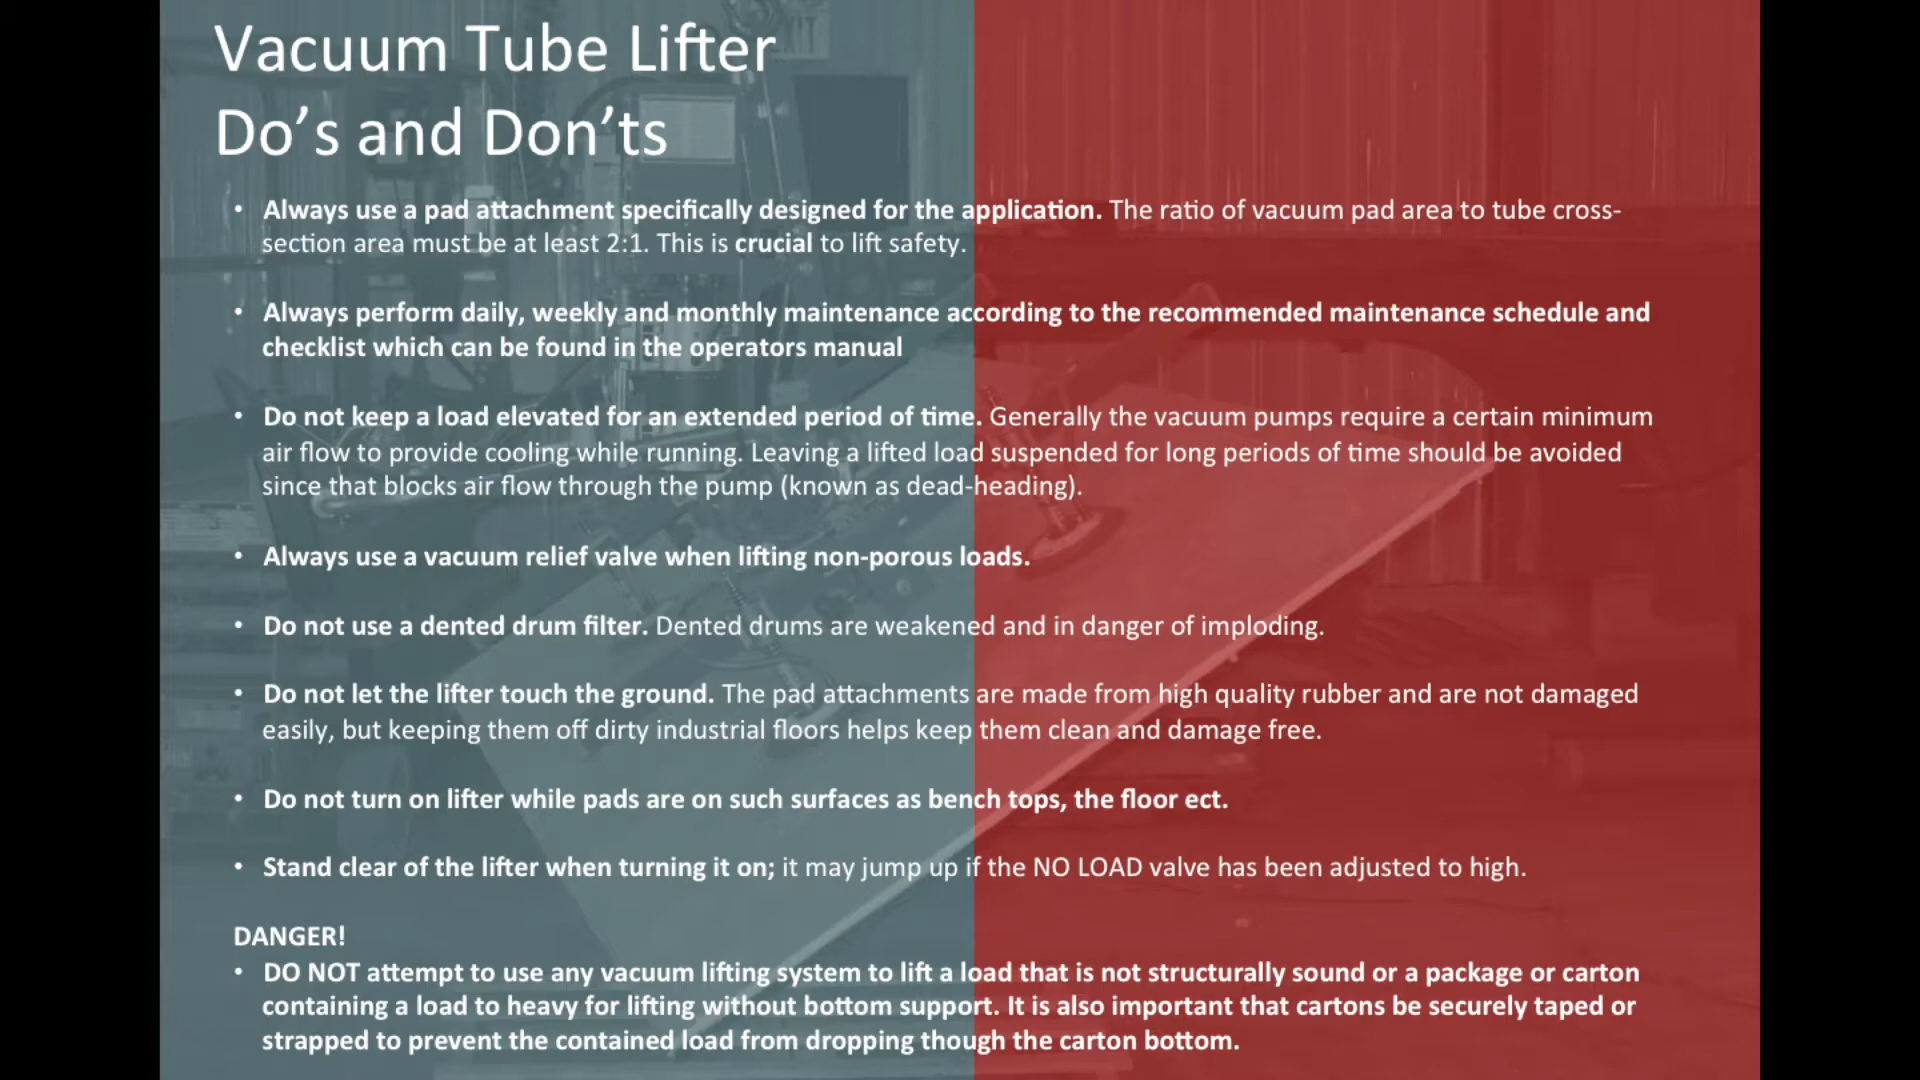 Vacuum Tube Lifter
Do’s and Don’ts
• Always use a pad attachment specifically designed for the application. The ratio of vacuum pad area to tube cross-
section area must be at least 2:1. This is crucial to lift safety.
• Always perform daily, weekly and monthly maintenance according to the recommended maintenance schedule and
checklist which can be found in the operators manual
• Do not keep a load elevated for an extended period of time. Generally the vacuum pumps require a certain minimum
air flow to provide cooling while running. Leaving a lifted load suspended for long periods of time should be avoided
since that blocks air flow through the pump (known as dead-heading).
• Always use a vacuum relief valve when lifting non-porous loads.
• Do not use a dented drum filter. Dented drums are weakened and in danger of imploding.
• Do not let the lifter touch the ground. The pad attachments are made from high quality rubber and are not damaged
easily, but keeping them off dirty industrial floors helps keep them clean and damage free.
• Do not turn on lifter while pads are on such surfaces as bench tops, the floor ect.
• Stand clear of the lifter when turning it on; it may jump up if the NO LOAD valve has been adjusted to high.
DANGER!
• DO NOT attempt to use any vacuum lifting system to lift a load that is not structurally sound or a package or carton
containing a load to heavy for lifting without bottom support. It is also important that cartons be securely taped or
strapped to prevent the contained load from dropping though the carton bottom.